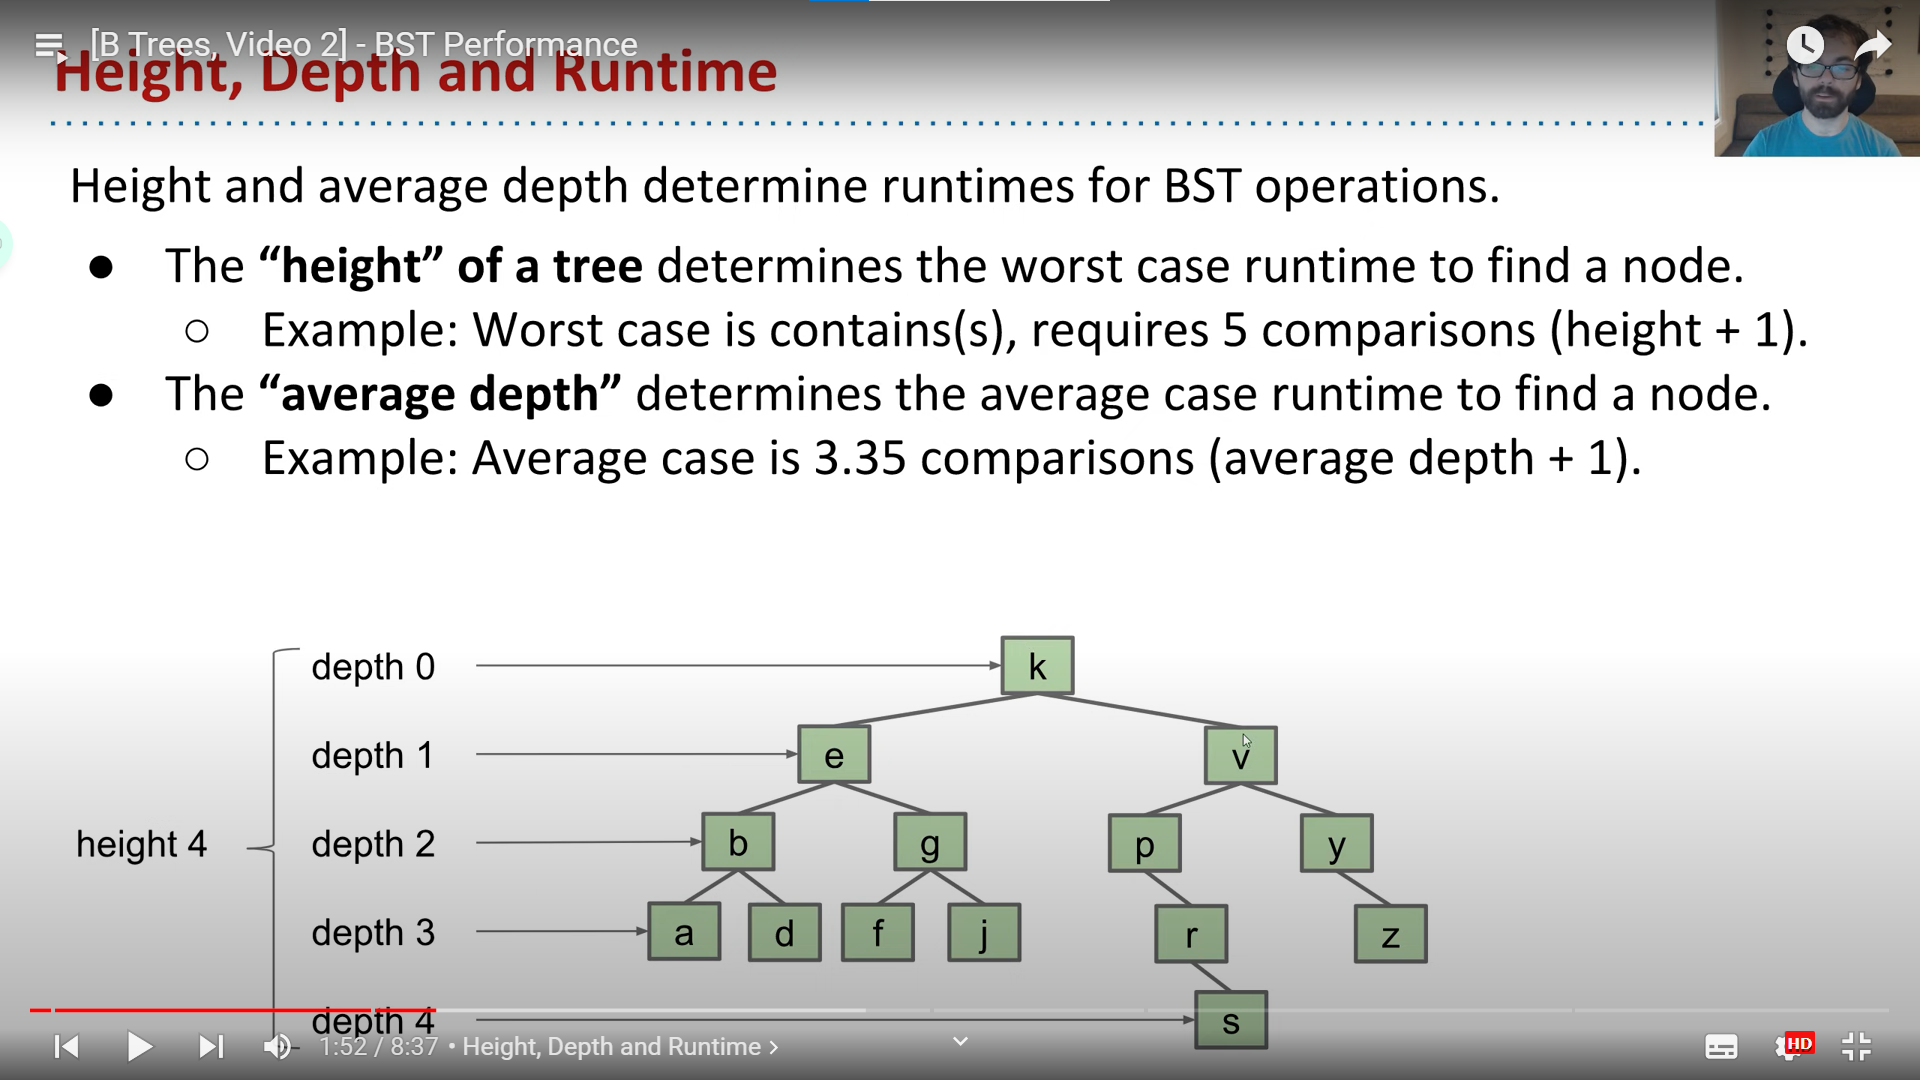 [B Trees, Video 2] - BST Performance
Height, Depth and Runtime
Height and average depth determine runtimes for BST operations.
● The “height” of a tree determines the worst case runtime to find a node.
○ Example: Worst case is contains(s), requires 5 comparisons (height + 1).
● The “average depth” determines the average case runtime to find a node.
○ Example: Average case is 3.35 comparisons (average depth + 1).
depth 0 k
depth 1 e v
height 4 depth 2 b g p y
depth 3 a d f j r z
depth 4 s
1:52 / 8:37 • Height, Depth and Runtime
HD